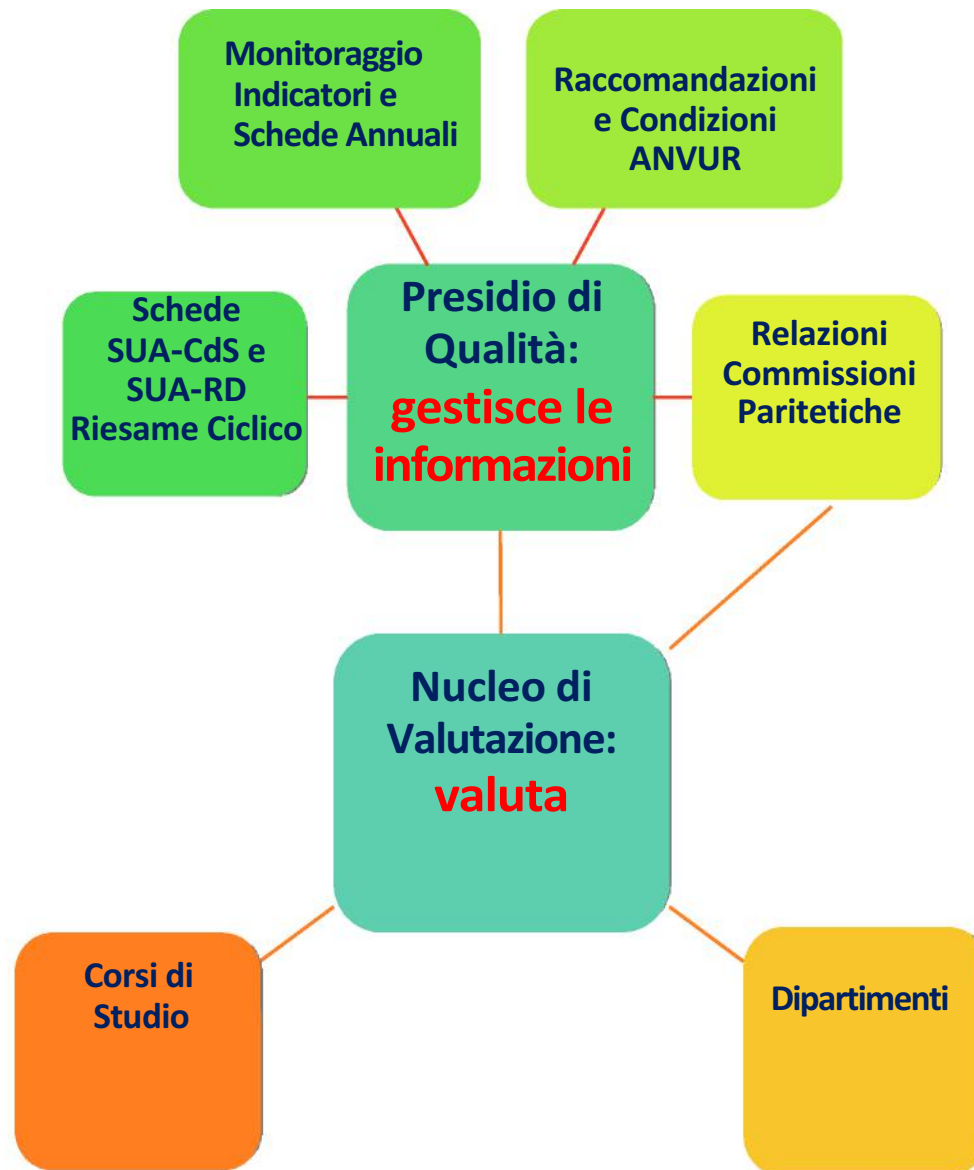 Monitoraggio
Indicatori e
Schede Annuali
Raccomandazioni
e Condizioni
ANVUR
Schede
SUA-CdS e
SUA-RD
Riesame Ciclico
Presidio di
Qualità:
gestisce le
informazioni
Relazioni
Commissioni
Paritetiche
Nucleo di
Valutazione:
valuta
Corsi di
Studio
Dipartimenti